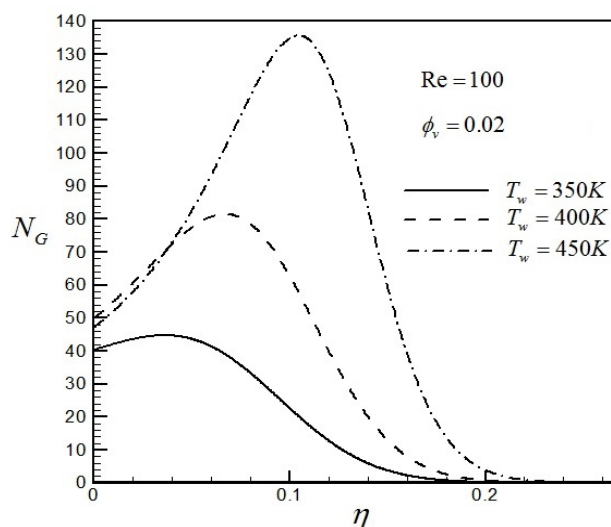 140
130
120
110
100
90
80
70
60
50
40
30
20
10
0
N_G
Re = 100
ϕ_v = 0.02
T_w = 350K
T_w = 400K
T_w = 450K
0 0.1 0.2
η